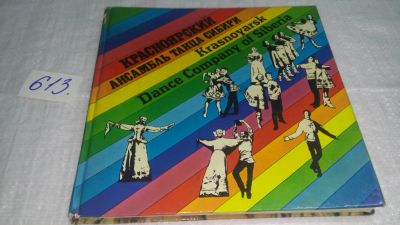 613.
КРАСНОЯРСКИЙ
АНСАМБЛЬ ТАНЦА СИБИРИ
Krasnoyarsk
Dance Company of Siberia